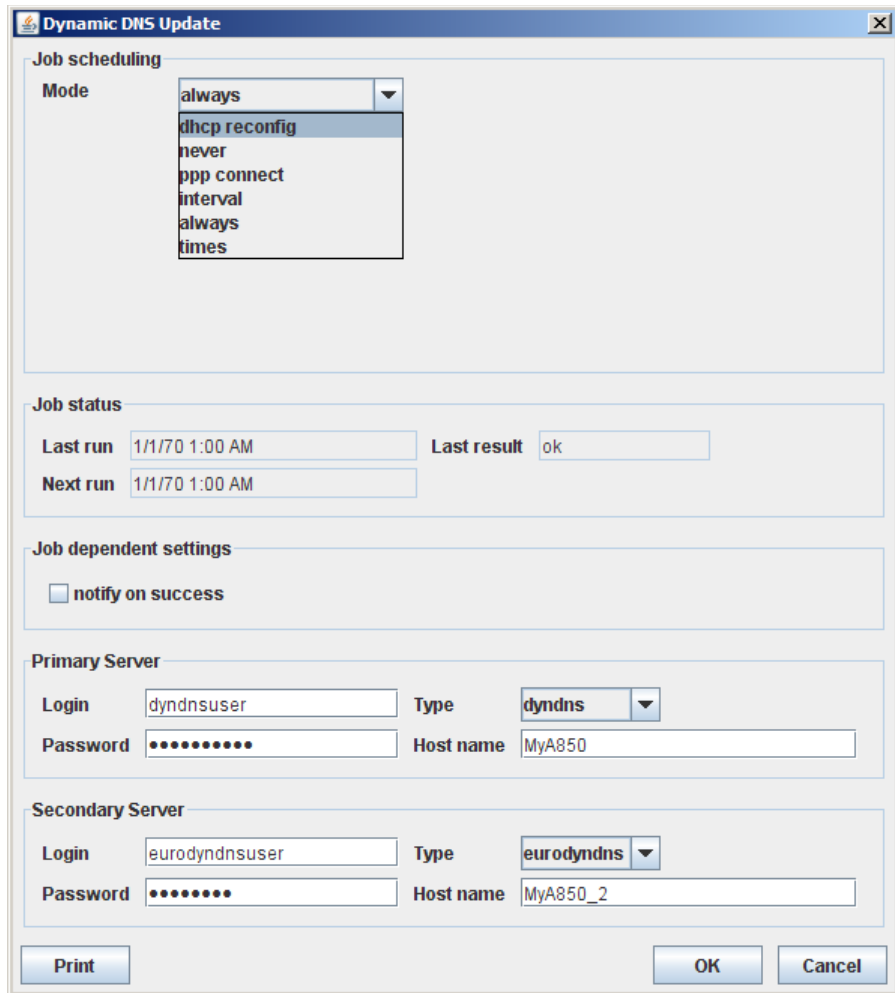 Dynamic DNS Update
Job scheduling
Mode always
dhcp reconfig
never
ppp connect
interval
always
times
Job status
Last run 1/1/70 1:00 AM Last result ok
Next run 1/1/70 1:00 AM
Job dependent settings
notify on success
Primary Server
Login dyndnsuser Type dyndns
Password •••••••••• Host name MyA850
Secondary Server
Login eurodyndnsuser Type eurodyndns
Password •••••••• Host name MyA850_2
Print OK Cancel